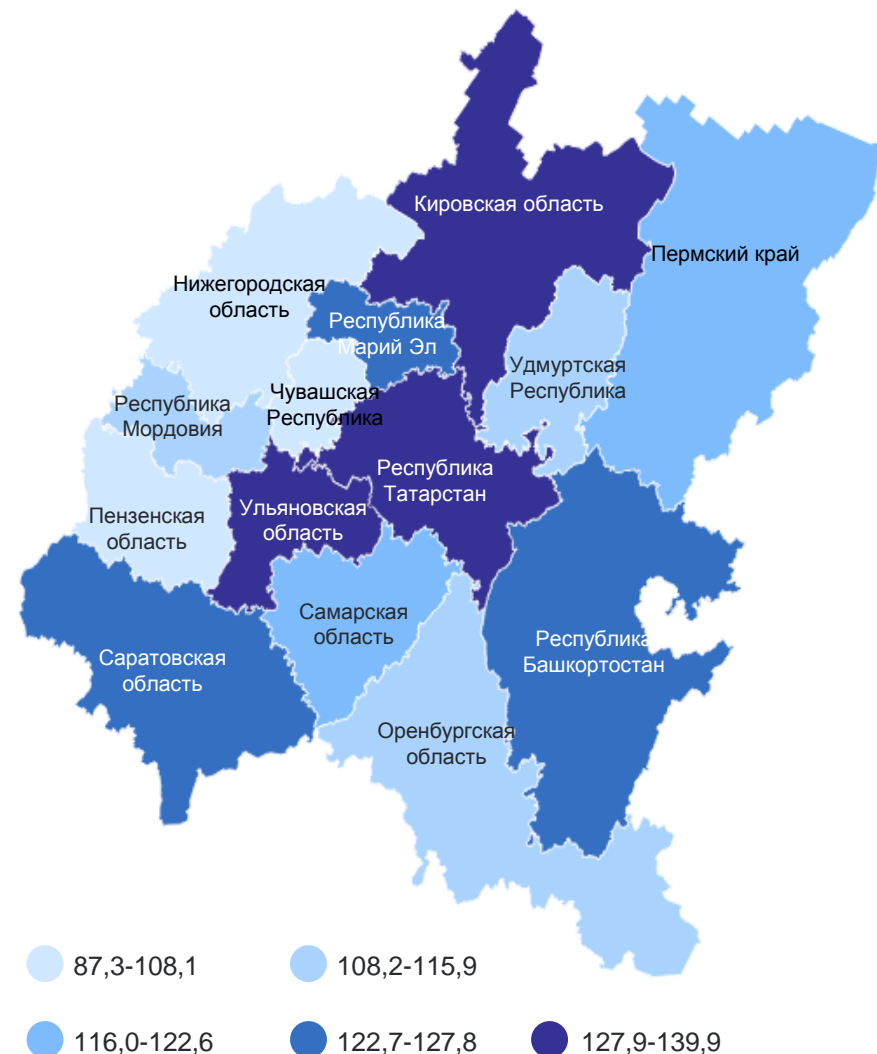 Кировская область
Пермский край
Нижегородская
область
Республика
Марий Эл
Удмуртская
Республика
Чувашская
Республика
Республика
Мордовия
Республика
Татарстан
Ульяновская
область
Пензенская
область
Самарская
область
Республика
Башкортостан
Саратовская
область
Оренбургская
область
87,3-108,1
108,2-115,9
116,0-122,6
122,7-127,8
127,9-139,9